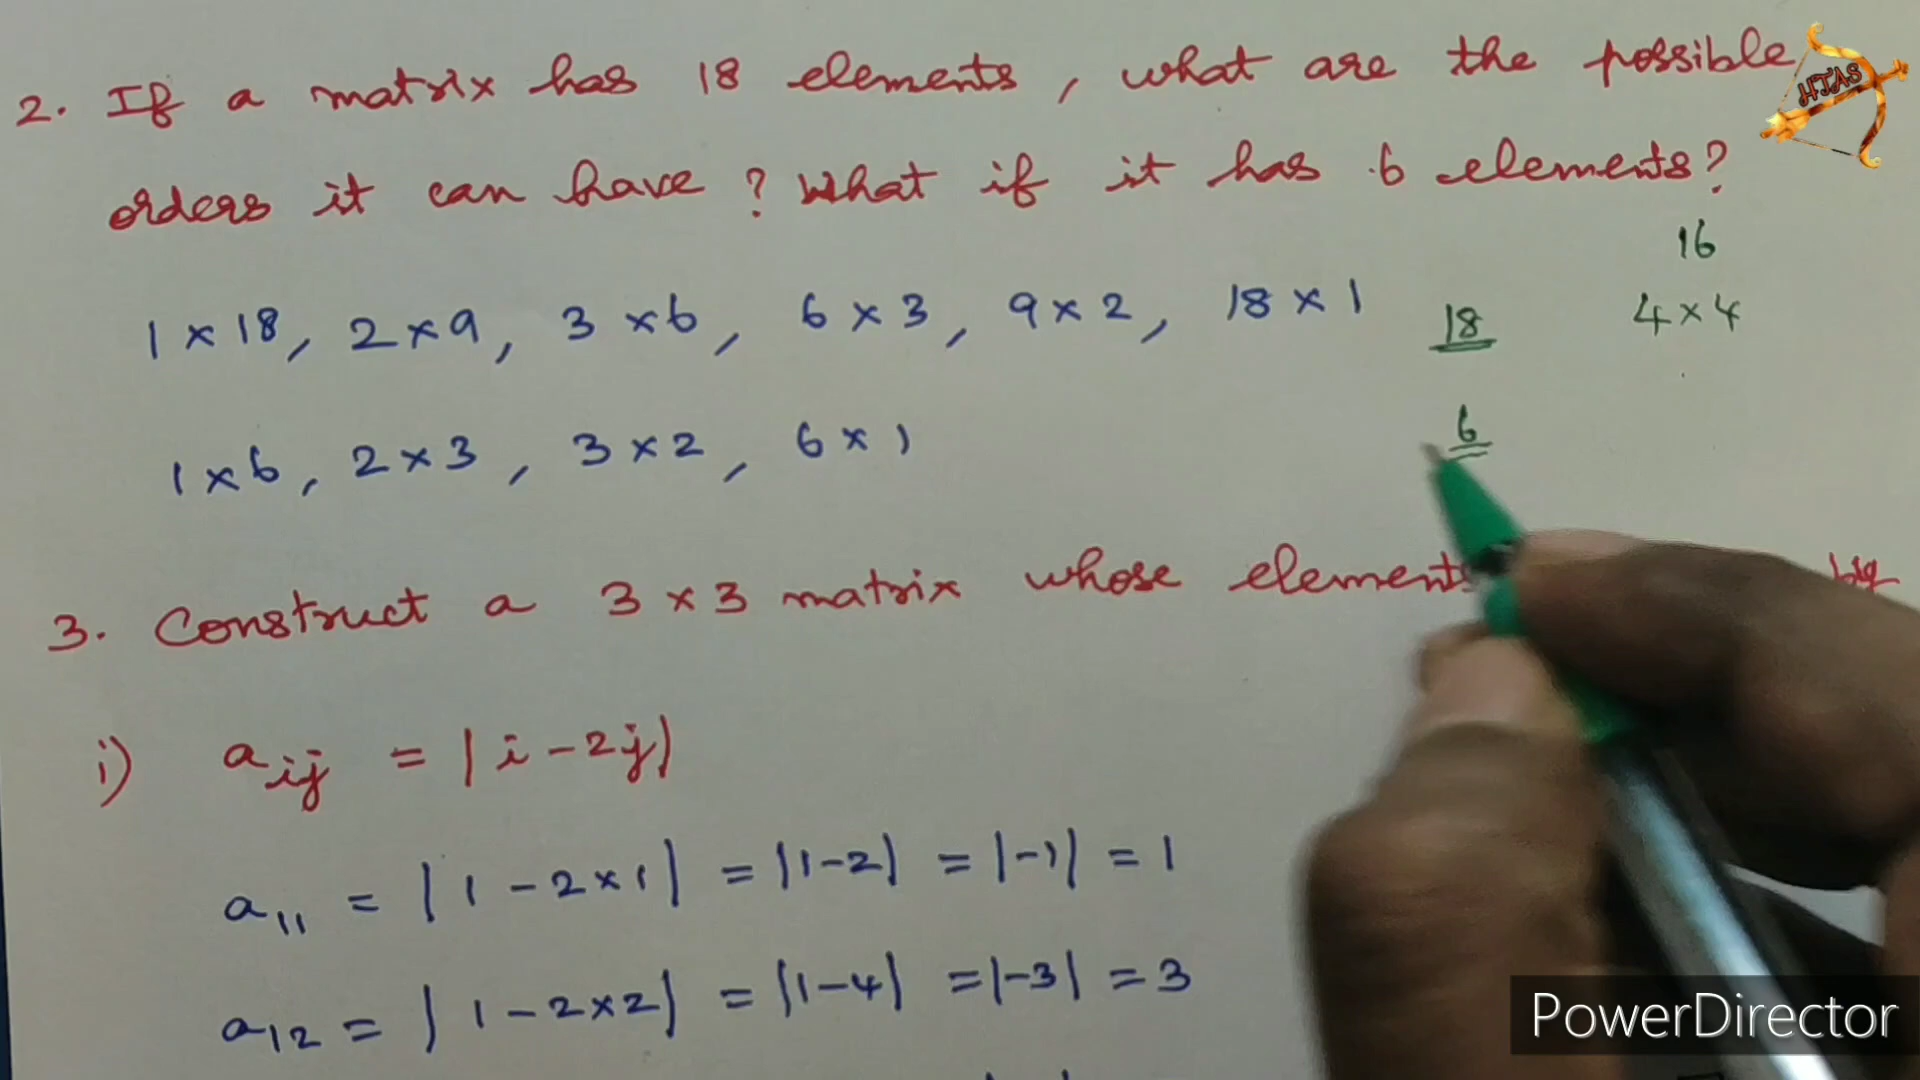 2. If a matrix has 18 elements, what are the possible
HTAS
orders it can have? What if it has 6 elements?
16
1 × 18, 2 × 9, 3 × 6, 6 × 3, 9 × 2, 18 × 1
18
4 × 4
1 × 6, 2 × 3, 3 × 2, 6 × 1
6
3. Construct a 3 × 3 matrix whose elements by
i) aij = |i - 2j|
a11 = |1 - 2×1| = |1-2| = |-1| = 1
a12 = |1 - 2×2| = |1-4| = |-3| = 3
PowerDirector